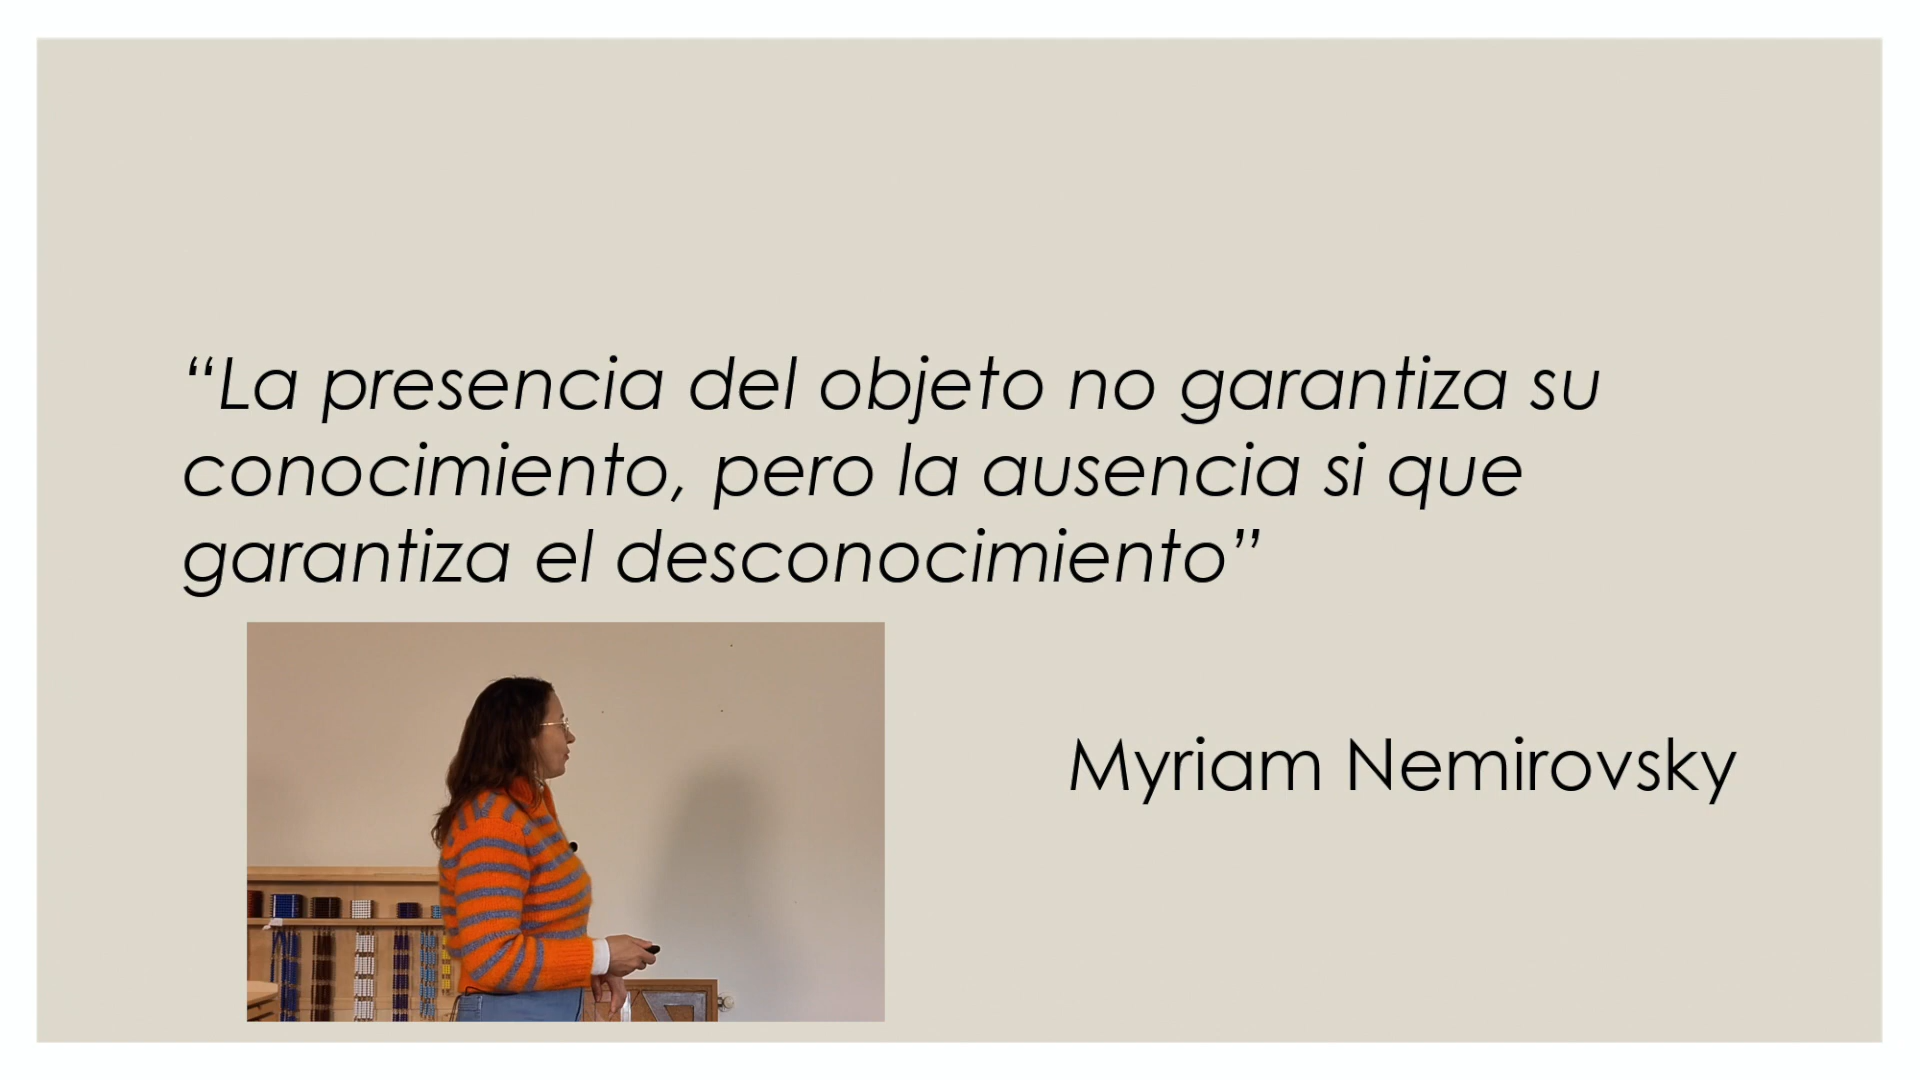 “La presencia del objeto no garantiza su
conocimiento, pero la ausencia si que
garantiza el desconocimiento”
Myriam Nemirovsky